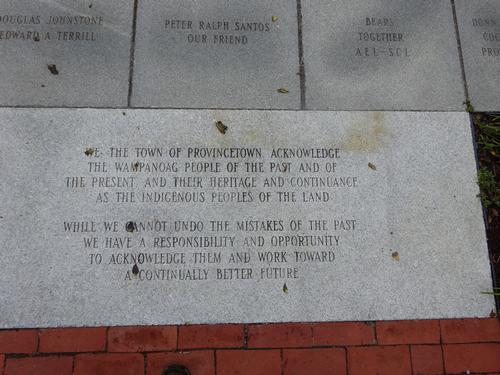 DOUGLAS JOHNSTONE
EDWARD A TERRILL
PETER RALPH SANTOS
OUR FRIEND
BEARS
TOGETHER
A.E.L-S.C.L
WE THE TOWN OF PROVINCETOWN ACKNOWLEDGE
THE WAMPANOAG PEOPLE OF THE PAST AND OF
THE PRESENT AND THEIR HERITAGE AND CONTINUANCE
AS THE INDIGENOUS PEOPLES OF THE LAND
WHILE WE CANNOT UNDO THE MISTAKES OF THE PAST
WE HAVE A RESPONSIBILITY AND OPPORTUNITY
TO ACKNOWLEDGE THEM AND WORK TOWARD
A CONTINUALLY BETTER FUTURE